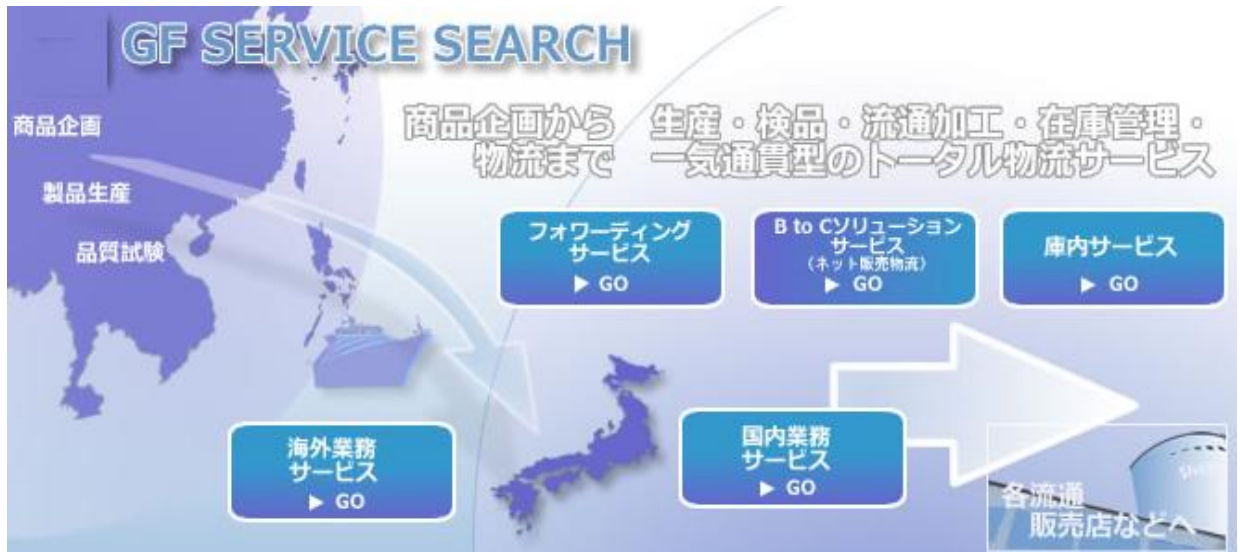 GF SERVICE SEARCH
商品企画から 生産・検品・流通加工・在庫管理・
物流まで 一気通貫型のトータル物流サービス
商品企画
製品生産
品質試験
フォワーディング
サービス
▶ GO
B to Cソリューション
サービス
(ネット販売物流)
▶ GO
庫内サービス
▶ GO
海外業務
サービス
▶ GO
国内業務
サービス
▶ GO
各流通
販売店などへ